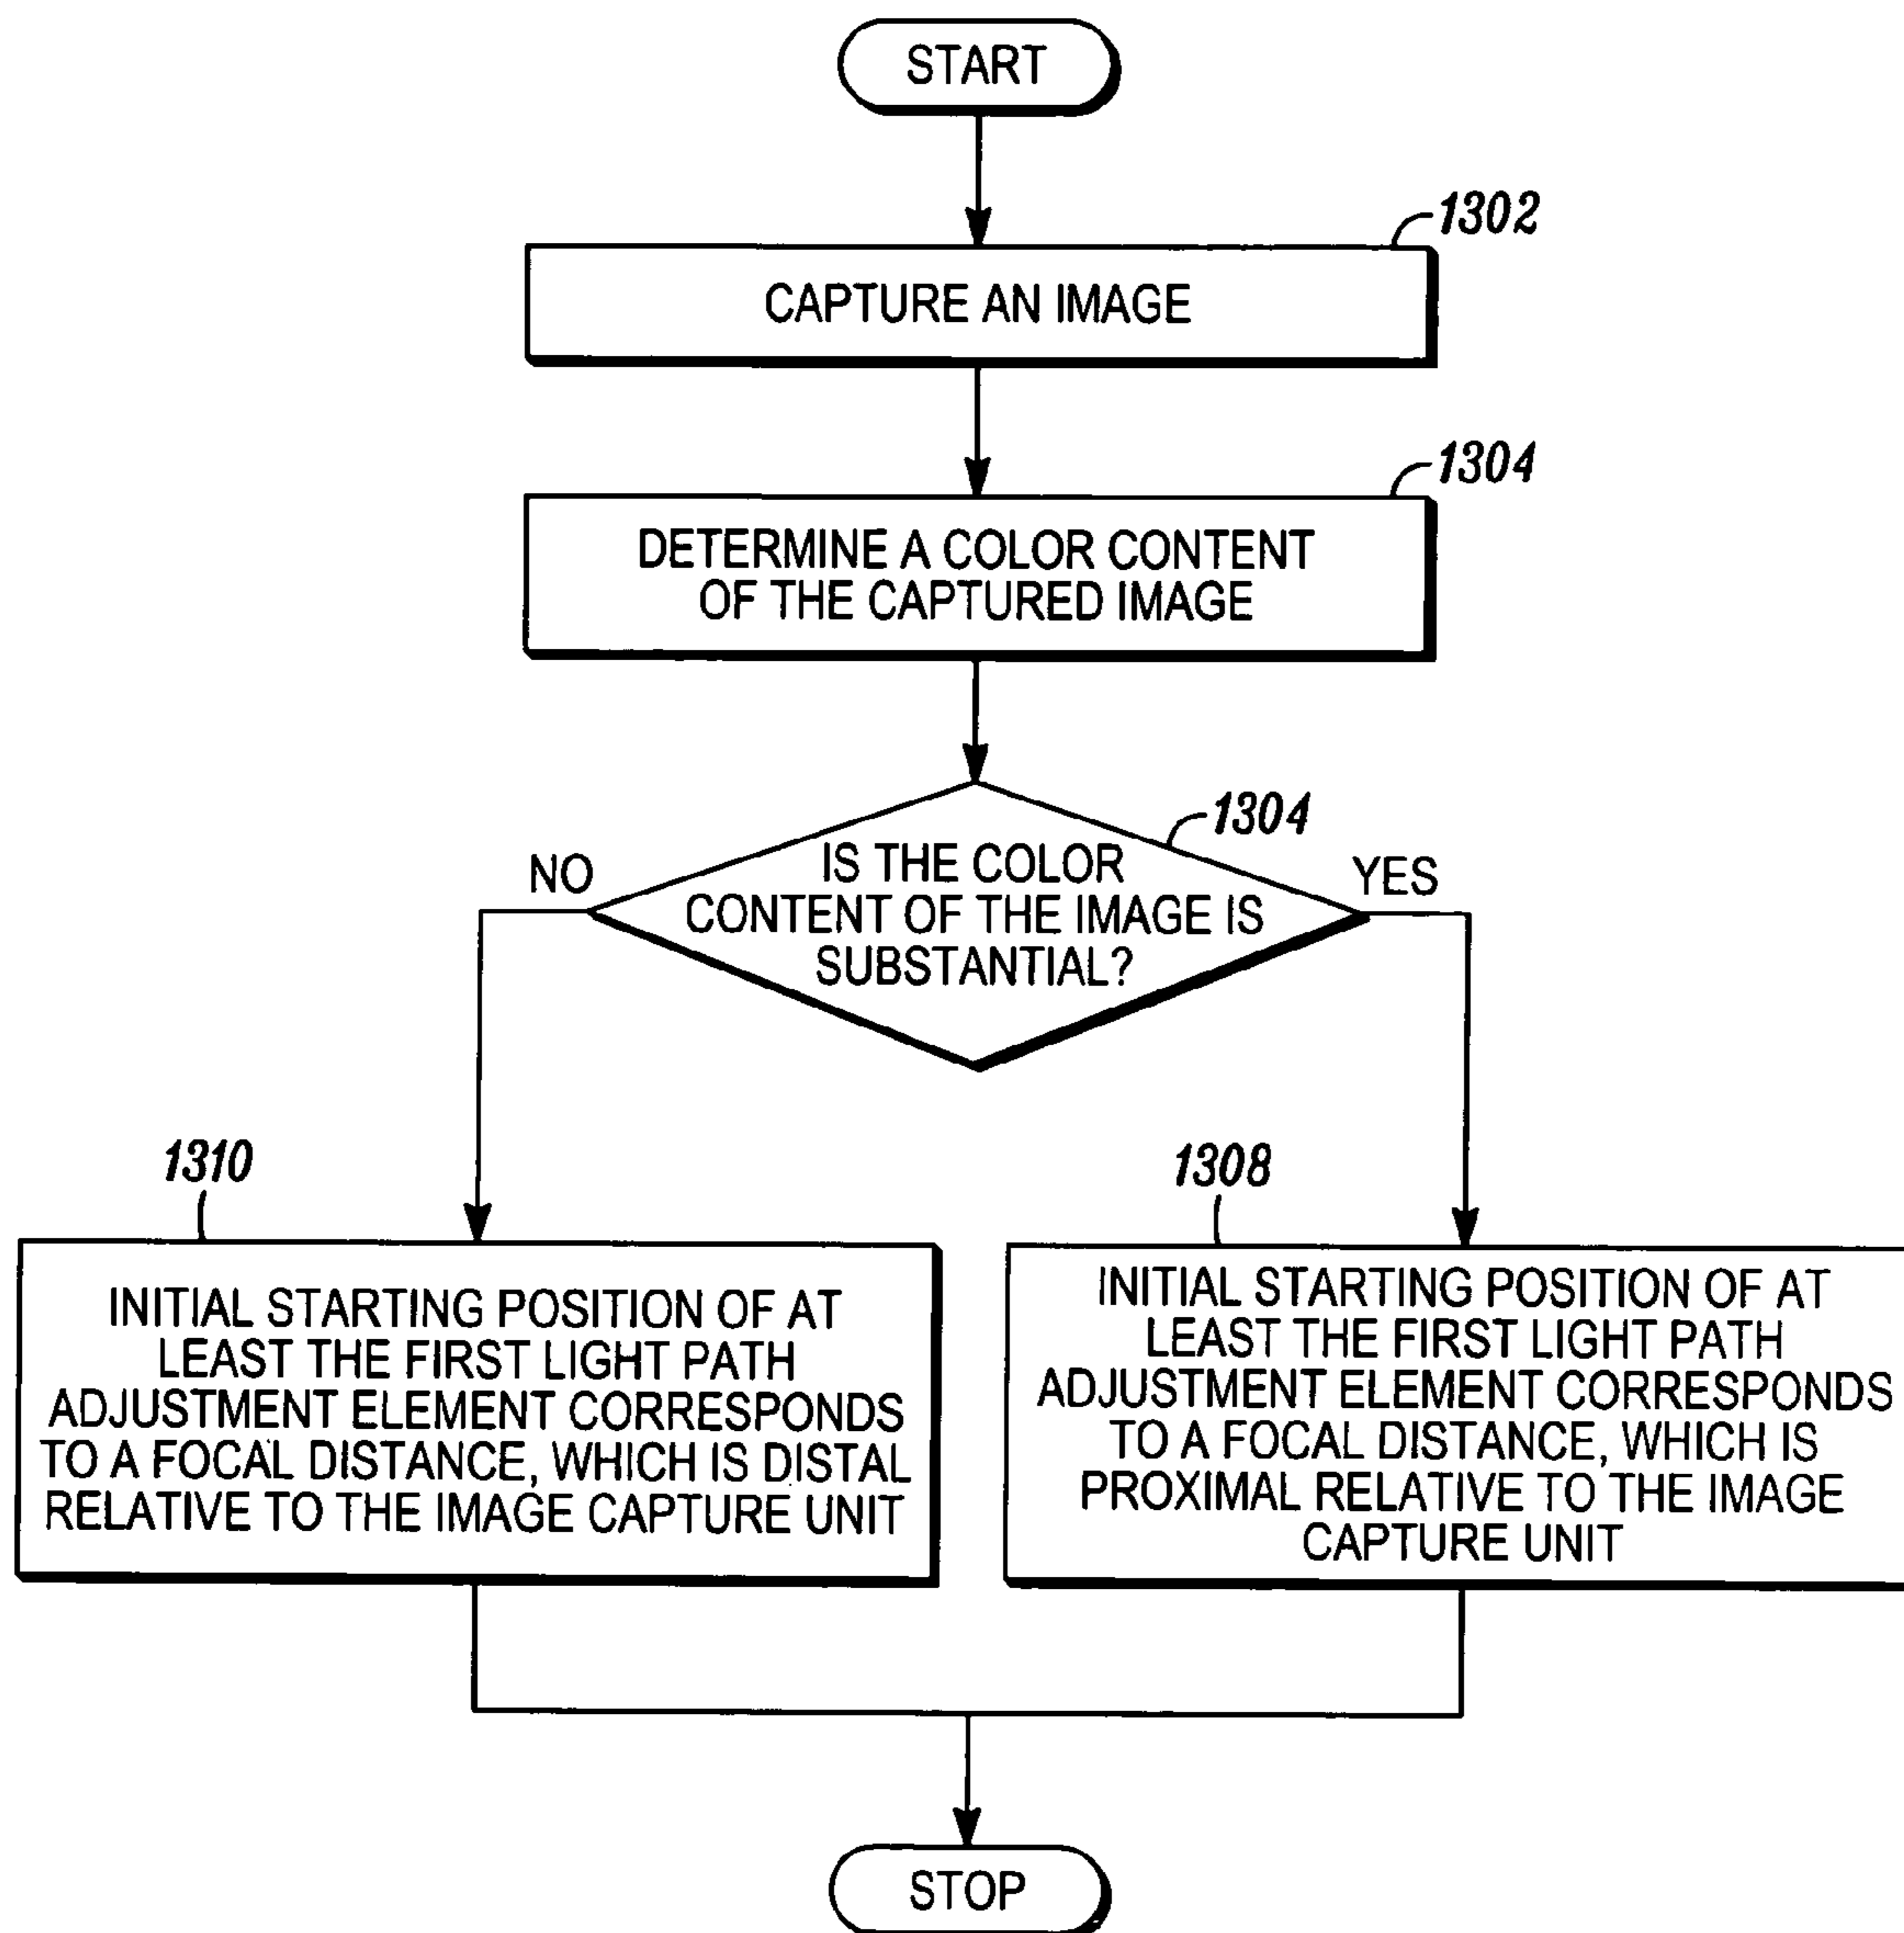 START
1302
CAPTURE AN IMAGE
1304
DETERMINE A COLOR CONTENT
OF THE CAPTURED IMAGE
1304
IS THE COLOR
CONTENT OF THE IMAGE IS
SUBSTANTIAL?
NO
YES
1310
INITIAL STARTING POSITION OF AT
LEAST THE FIRST LIGHT PATH
ADJUSTMENT ELEMENT CORRESPONDS
TO A FOCAL DISTANCE, WHICH IS DISTAL
RELATIVE TO THE IMAGE CAPTURE UNIT
1308
INITIAL STARTING POSITION OF AT
LEAST THE FIRST LIGHT PATH
ADJUSTMENT ELEMENT CORRESPONDS
TO A FOCAL DISTANCE, WHICH IS
PROXIMAL RELATIVE TO THE IMAGE
CAPTURE UNIT
STOP